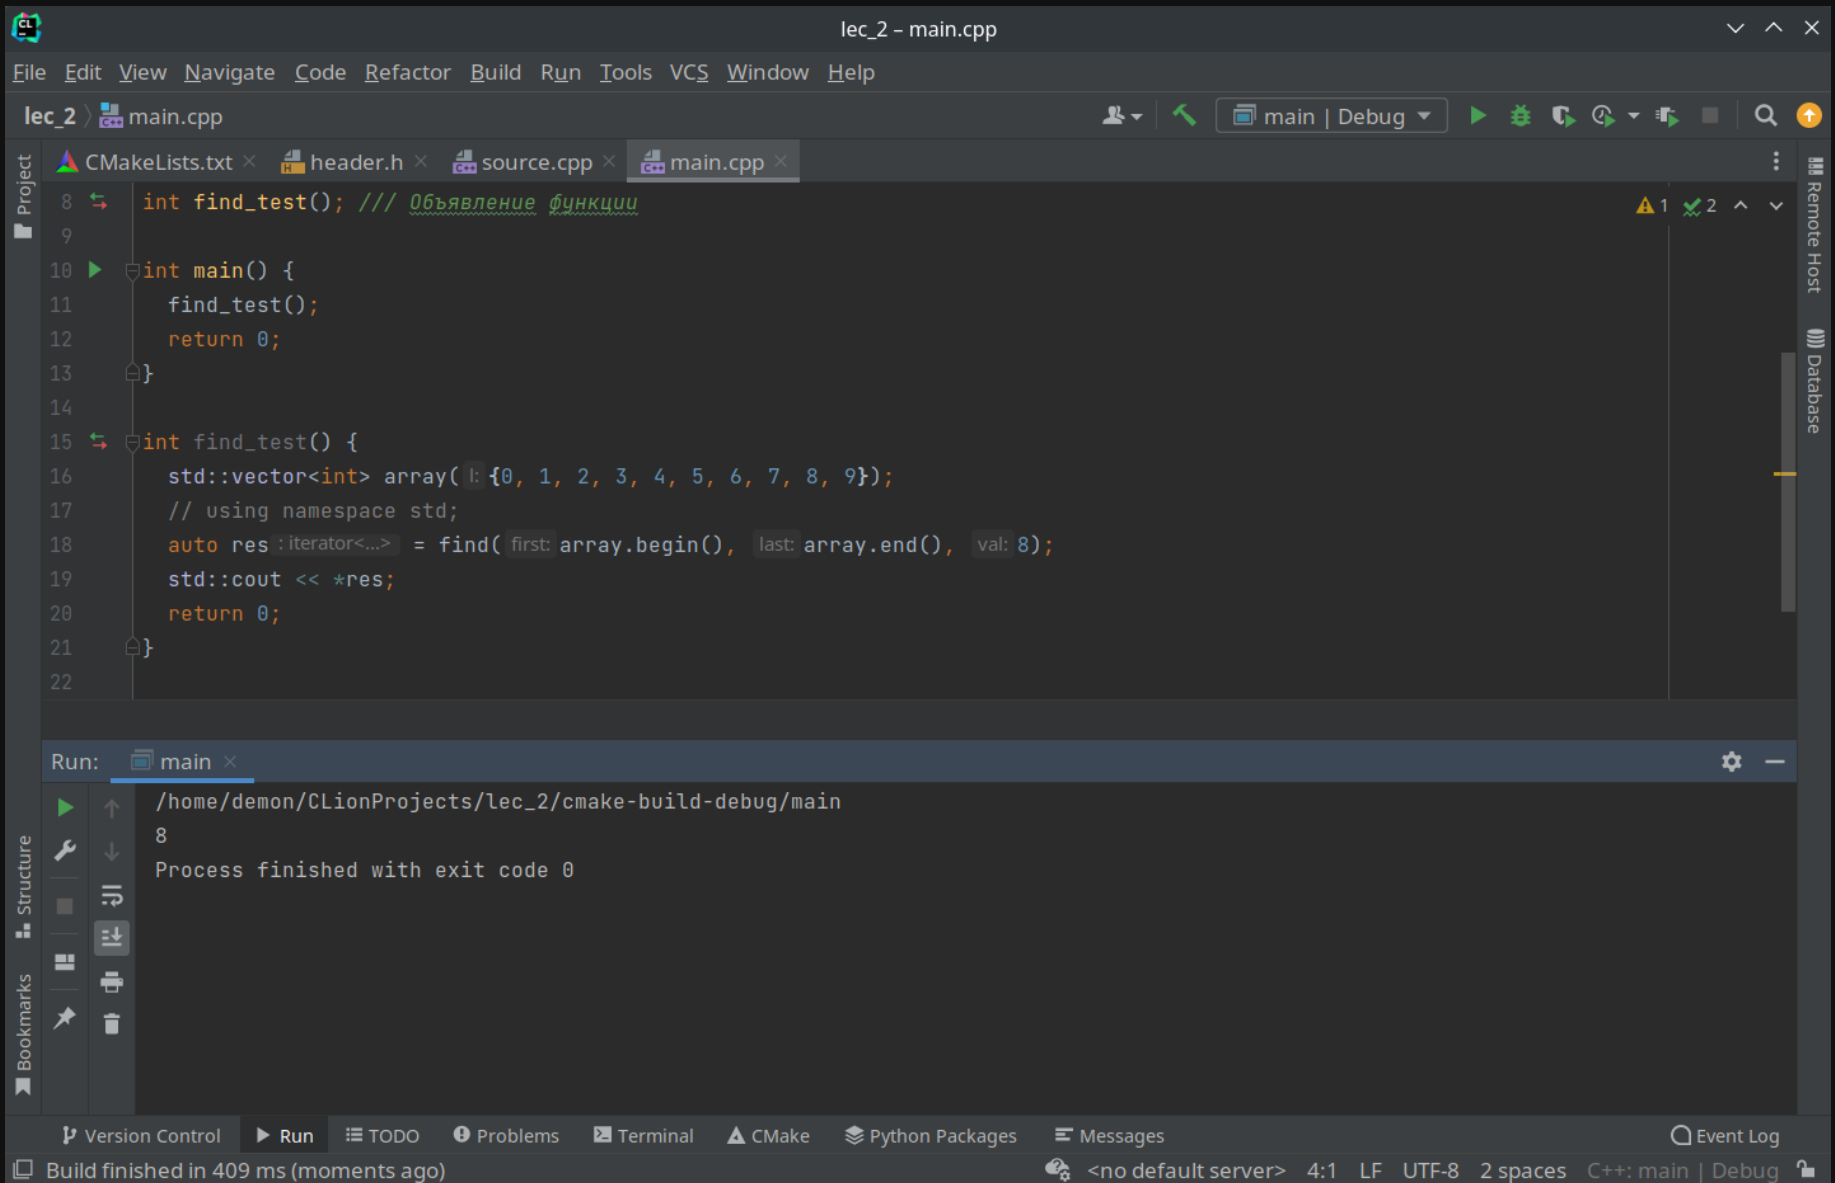 lec_2 – main.cpp
File Edit View Navigate Code Refactor Build Run Tools VCS Window Help
lec_2 main.cpp main | Debug
CMakeLists.txt header.h source.cpp main.cpp
Project
Remote Host
Database
8 int find_test(); /// Объявление функции
1 2
9
10 int main() {
11 find_test();
12 return 0;
13 }
14
15 int find_test() {
16 std::vector<int> array( l: {0, 1, 2, 3, 4, 5, 6, 7, 8, 9});
17 // using namespace std;
18 auto res : iterator<...> = find( first: array.begin(), last: array.end(), val: 8);
19 std::cout << *res;
20 return 0;
21 }
22
Run: main
/home/demon/CLionProjects/lec_2/cmake-build-debug/main
8
Process finished with exit code 0
Structure
Bookmarks
Version Control Run TODO Problems Terminal CMake Python Packages Messages Event Log
Build finished in 409 ms (moments ago) <no default server> 4:1 LF UTF-8 2 spaces C++: main | Debug